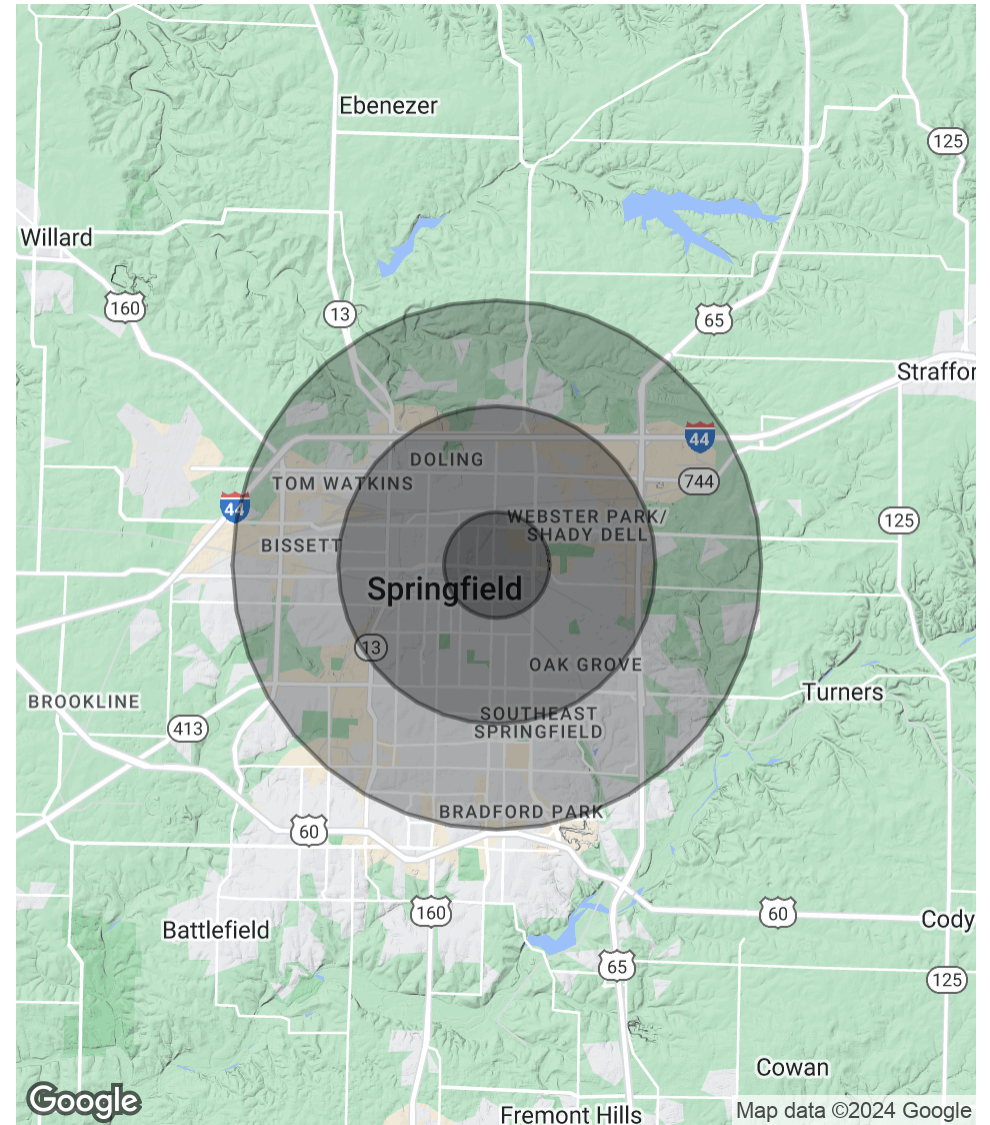 Ebenezer
125
Willard
160
13
65
Straffor
44
DOLING
744
TOM WATKINS
44
WEBSTER PARK/
SHADY DELL
125
BISSETT
Springfield
13
OAK GROVE
Turners
BROOKLINE
SOUTHEAST
SPRINGFIELD
413
BRADFORD PARK
60
160
60
Cody
Battlefield
65
125
Cowan
Google
Fremont Hills
Map data ©2024 Google